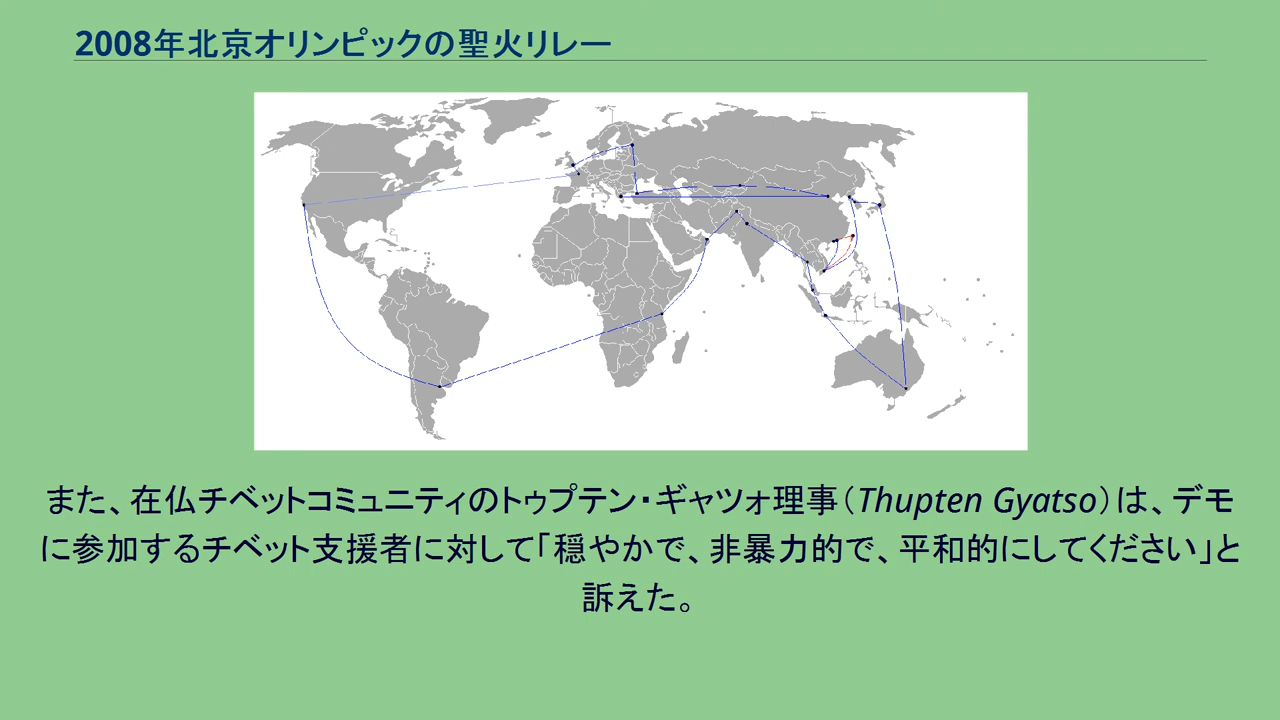 2008年北京オリンピックの聖火リレー
また、在仏チベットコミュニティのトゥプテン・ギャツォ理事（Thupten Gyatso）は、デモ
に参加するチベット支援者に対して「穏やかで、非暴力的で、平和的にしてください」と
訴えた。